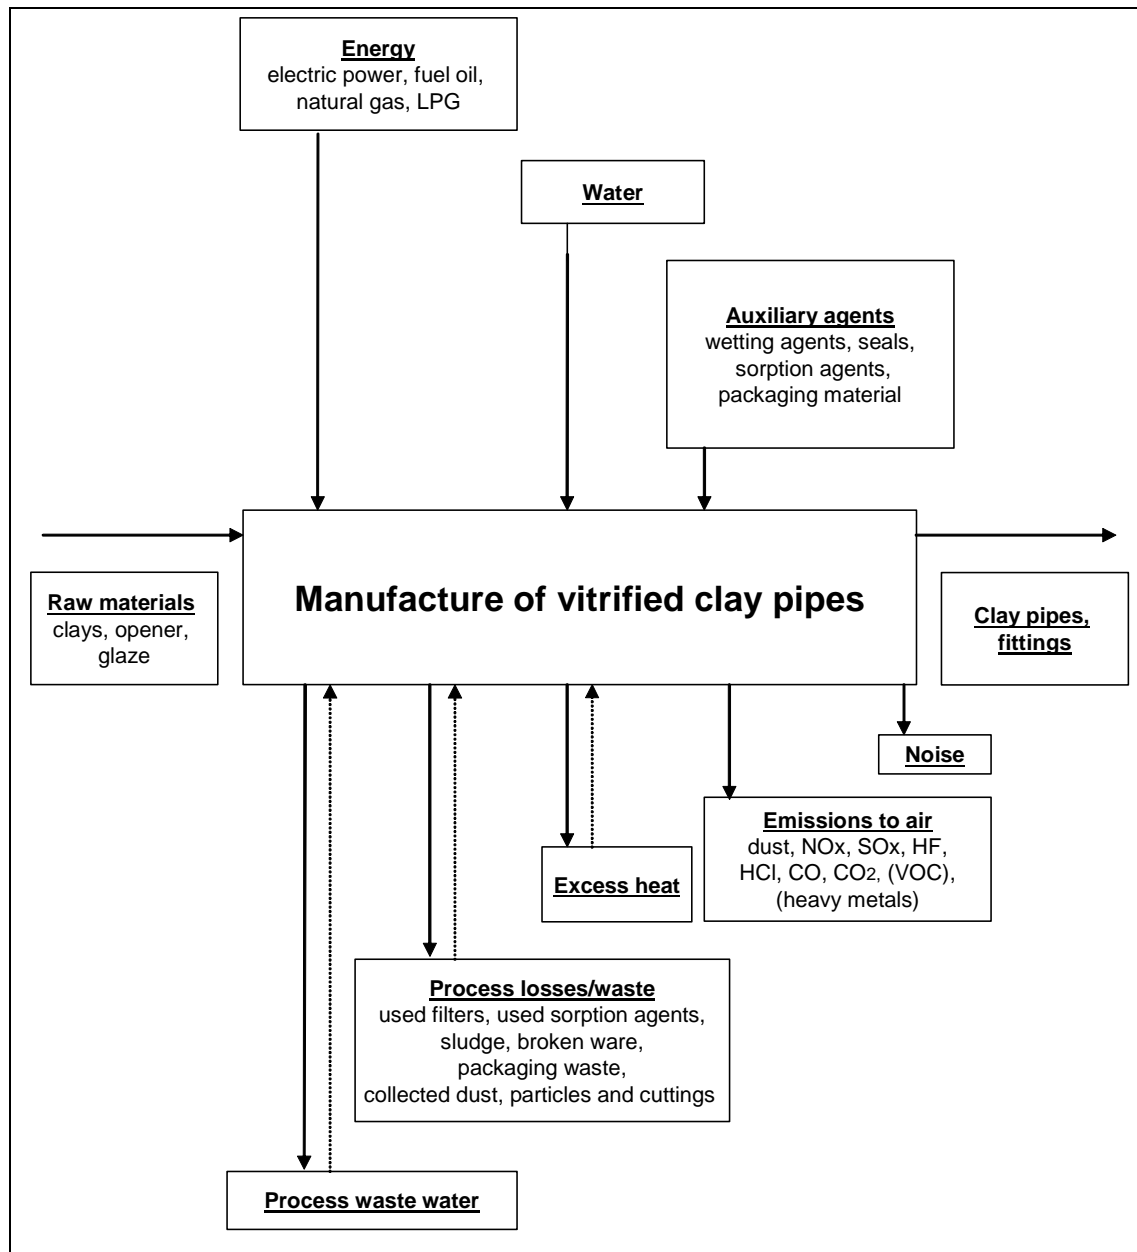 Energy
electric power, fuel oil,
natural gas, LPG
Water
Auxiliary agents
wetting agents, seals,
sorption agents,
packaging material
Raw materials
clays, opener,
glaze
Manufacture of vitrified clay pipes
Clay pipes,
fittings
Noise
Emissions to air
dust, NOx, SOx, HF,
HCl, CO, CO2, (VOC),
(heavy metals)
Excess heat
Process losses/waste
used filters, used sorption agents,
sludge, broken ware,
packaging waste,
collected dust, particles and cuttings
Process waste water